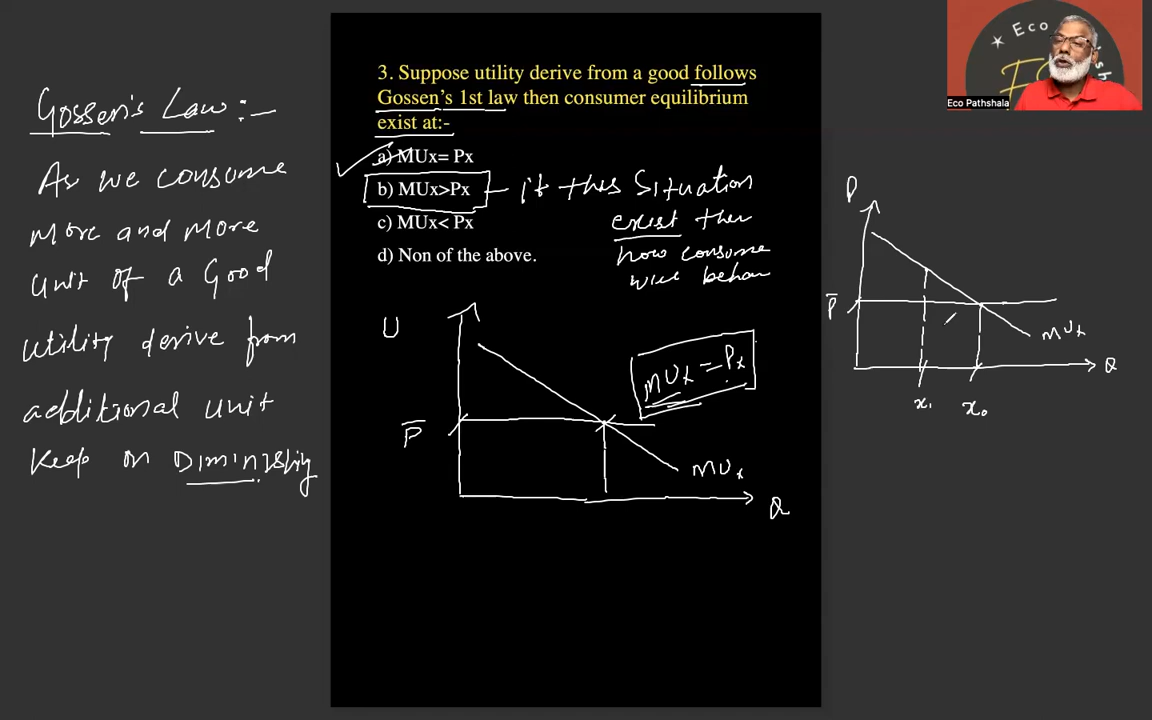 Gossen's Law:-
As we consume
More and more
Unit of a Good
utility derive from
additional unit
Keep on Diminishing
3. Suppose utility derive from a good follows
Gossen's 1st law then consumer equilibrium
exist at:-
a) MUx= Px
b) MUx>Px
c) MUx< Px
d) Non of the above.
if this Situation
exist then
how consume
will behav
U
P̅
MUx = Px
MUx
Q
P
P̅
MUx
Q
x1
x0
Eco
Eco Pathshala